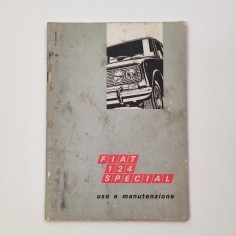 FIAT
124
SPECIAL
uso e manutenzione